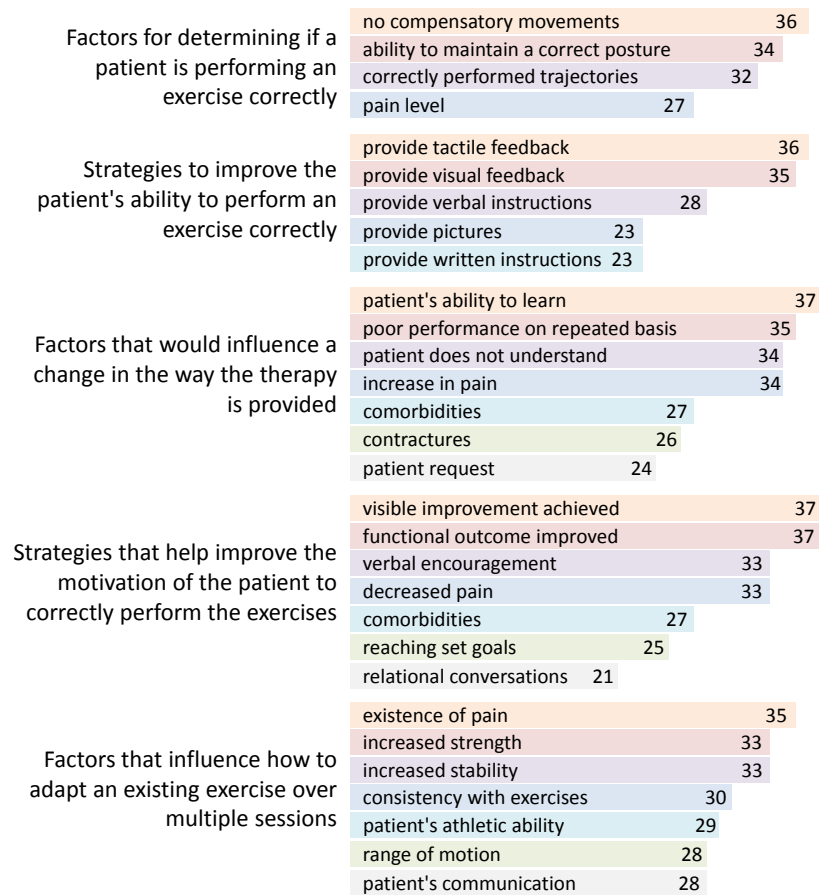 Factors for determining if a
patient is performing an
exercise correctly
no compensatory movements 36
ability to maintain a correct posture 34
correctly performed trajectories 32
pain level 27
Strategies to improve the
patient's ability to perform an
exercise correctly
provide tactile feedback 36
provide visual feedback 35
provide verbal instructions 28
provide pictures 23
provide written instructions 23
Factors that would influence a
change in the way the therapy
is provided
patient's ability to learn 37
poor performance on repeated basis 35
patient does not understand 34
increase in pain 34
comorbidities 27
contractures 26
patient request 24
Strategies that help improve the
motivation of the patient to
correctly perform the exercises
visible improvement achieved 37
functional outcome improved 37
verbal encouragement 33
decreased pain 33
comorbidities 27
reaching set goals 25
relational conversations 21
Factors that influence how to
adapt an existing exercise over
multiple sessions
existence of pain 35
increased strength 33
increased stability 33
consistency with exercises 30
patient's athletic ability 29
range of motion 28
patient's communication 28